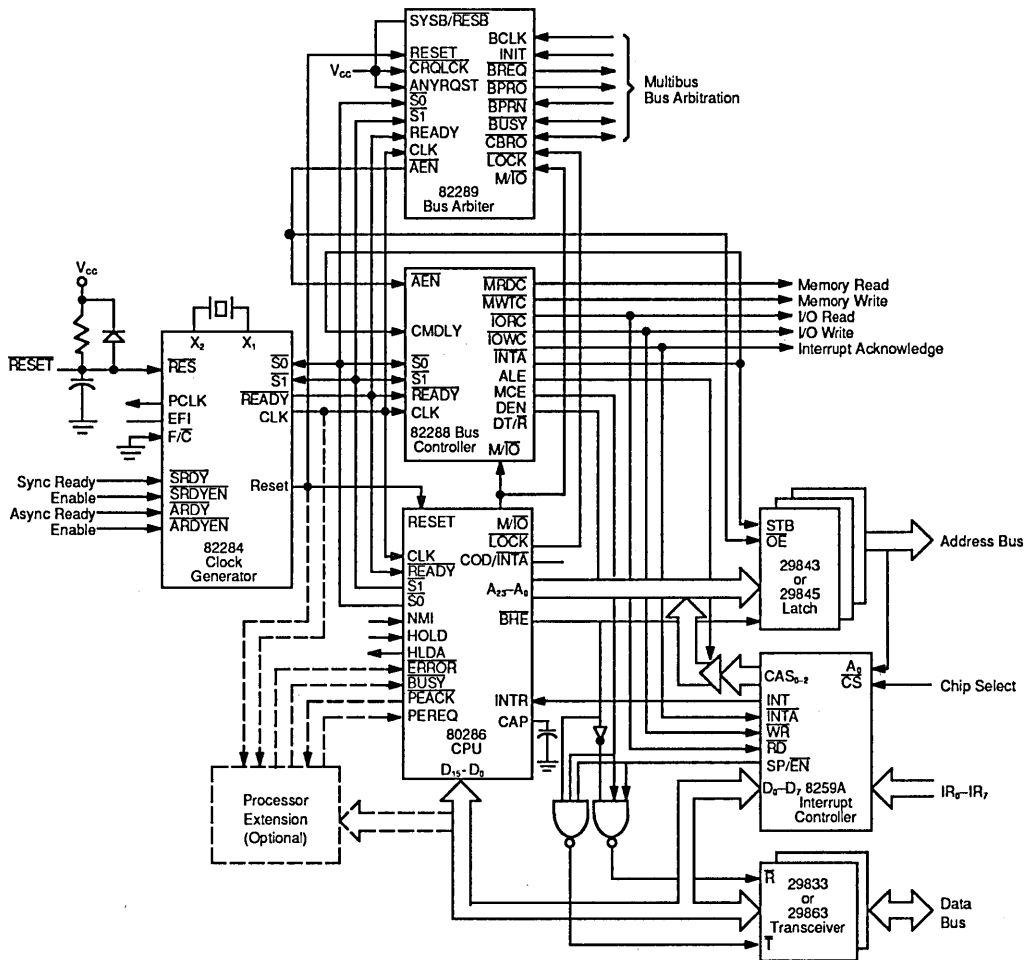 SYSB/RESB
RESET
V_CC
CRQLCK
ANYRQST
S0
S1
READY
CLK
AEN
BCLK
INIT
BREQ
BPRO
BPRN
BUSY
CBRO
LOCK
M/IO
82289
Bus Arbiter
Multibus
Bus Arbitration
V_CC
RESET
X₂
X₁
RES
PCLK
EFI
F/C
S0
S1
READY
CLK
Reset
Sync Ready
Enable
Async Ready
Enable
SRDY
SRDYEN
ARDY
ARDYEN
82284
Clock
Generator
AEN
CMDLY
S0
S1
READY
CLK
MRDC
MWTC
IORC
IOWC
INTA
ALE
MCE
DEN
DT/R
82288 Bus
Controller
M/IO
Memory Read
Memory Write
I/O Read
I/O Write
Interrupt Acknowledge
RESET
CLK
READY
S1
S0
NMI
HOLD
HLDA
ERROR
BUSY
PEACK
PEREQ
M/IO
LOCK
COD/INTA
A₂₃–A₀
BHE
INTR
CAP
80286
CPU
D₁₅-D₀
STB
OE
29843
or
29845
Latch
Address Bus
CAS₀₋₂
INT
INTA
WR
RD
SP/EN
D₀–D₇ 8259A
Interrupt
Controller
A₀
CS
Chip Select
IR₀–IR₇
Processor
Extension
(Optional)
R
29833
or
29863
Transceiver
T
Data
Bus